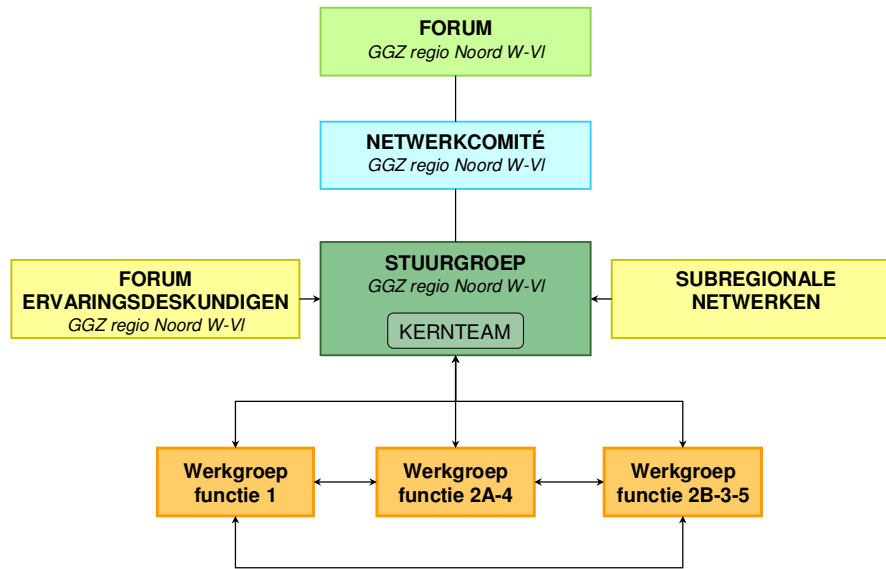 FORUM
GGZ regio Noord W-Vl
NETWERKCOMITÉ
GGZ regio Noord W-Vl
STUURGROEP
GGZ regio Noord W-Vl
KERNTEAM
FORUM
ERVARINGSDESKUNDIGEN
GGZ regio Noord W-Vl
SUBREGIONALE
NETWERKEN
Werkgroep
functie 1
Werkgroep
functie 2A-4
Werkgroep
functie 2B-3-5